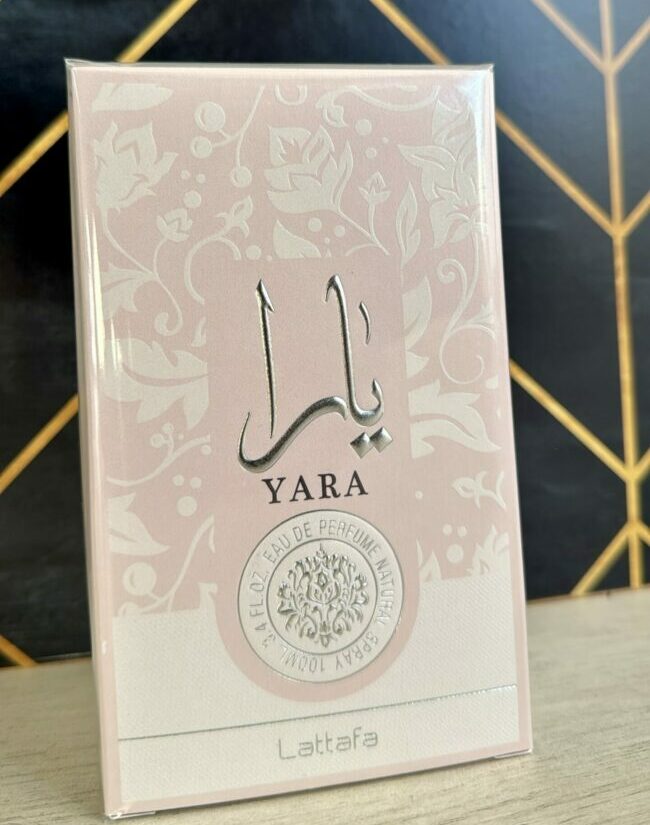 يارا
YARA
EAU DE PERFUME NATURAL SPRAY 100ML 3.4 FL.OZ.
Lattafa